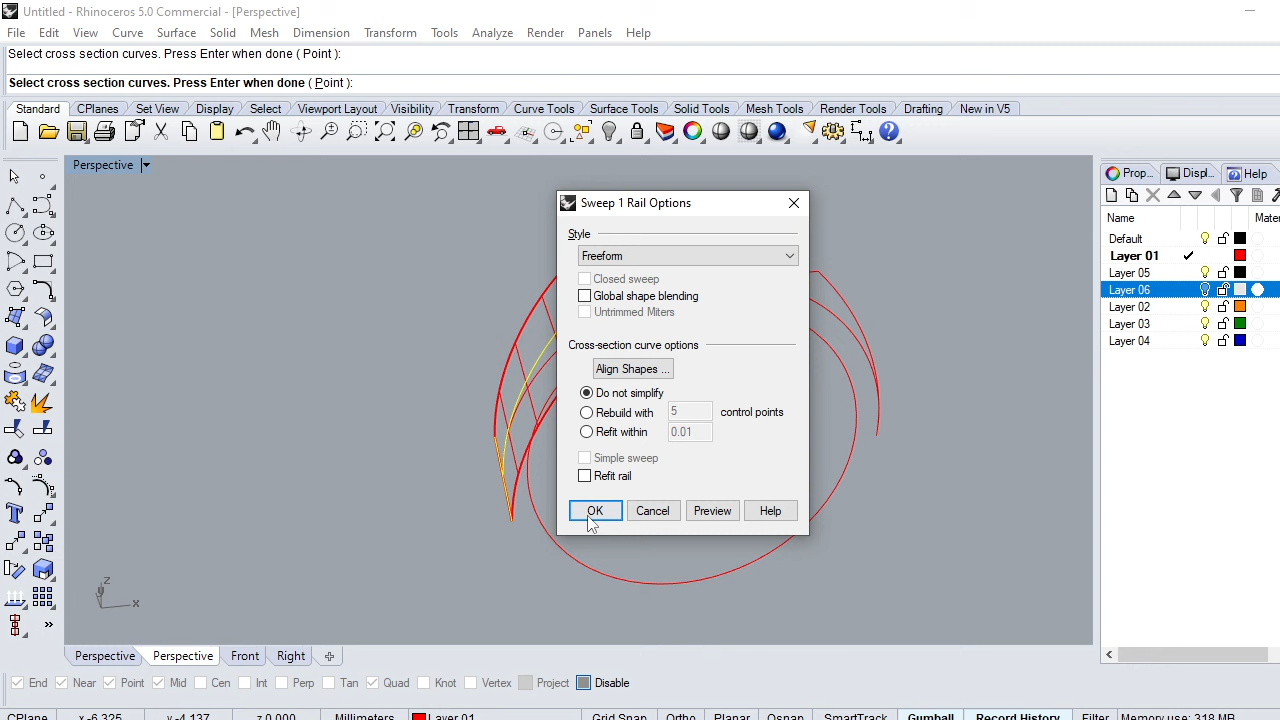 Untitled - Rhinoceros 5.0 Commercial - [Perspective]
File Edit View Curve Surface Solid Mesh Dimension Transform Tools Analyze Render Panels Help
Select cross section curves. Press Enter when done ( Point ):
Select cross section curves. Press Enter when done ( Point ):
Standard CPlanes Set View Display Select Viewport Layout Visibility Transform Curve Tools Surface Tools Solid Tools Mesh Tools Render Tools Drafting New in V5
Perspective
Prop... Displ... Help
Name Mater
Default
Layer 01
Layer 05
Layer 06
Layer 02
Layer 03
Layer 04
Sweep 1 Rail Options
Style
Freeform
Closed sweep
Global shape blending
Untrimmed Miters
Cross-section curve options
Align Shapes ...
Do not simplify
Rebuild with 5 control points
Refit within 0.01
Simple sweep
Refit rail
OK Cancel Preview Help
z
y
x
Perspective Perspective Front Right
End Near Point Mid Cen Int Perp Tan Quad Knot Vertex Project Disable
CPlane x -6.325 y -4.137 z 0.000 Millimeters Layer 01 Grid Snap Ortho Planar Osnap SmartTrack Gumball Record History Filter Memory use: 318 MB